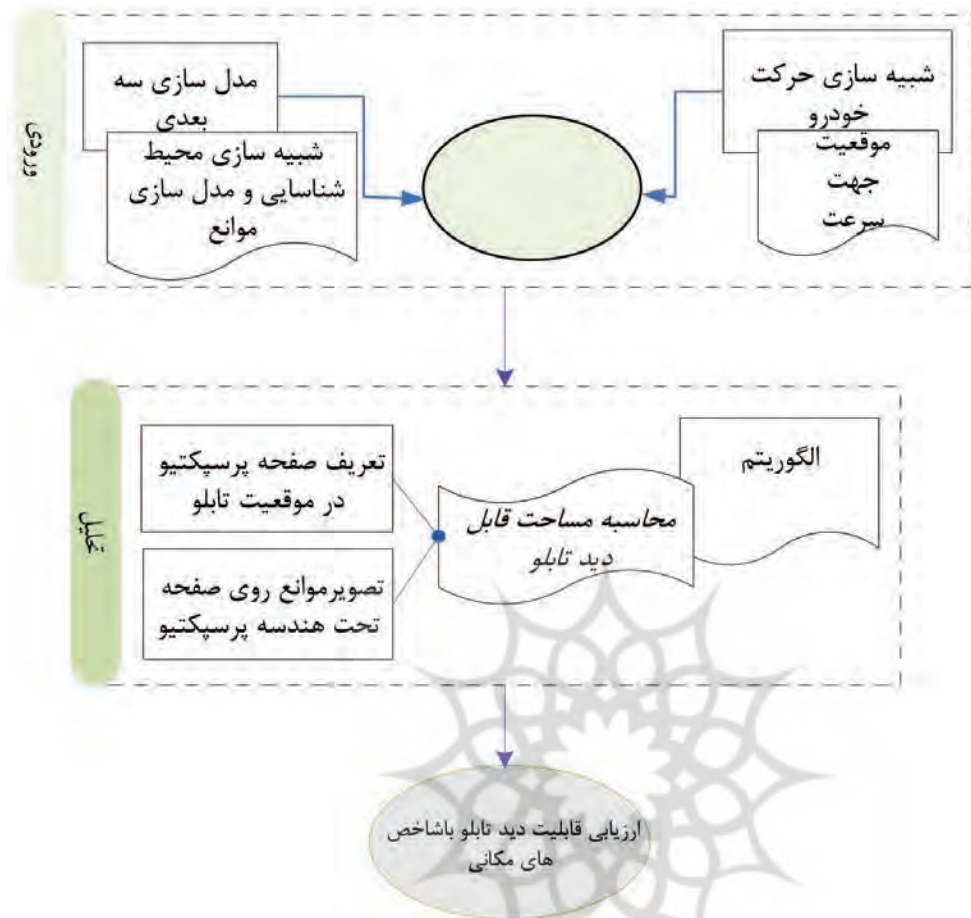 ورودی
شبیه سازی حرکت
خودرو
موقعیت
جهت
سرعت
مدل سازی سه
بعدی
شبیه سازی محیط
شناسایی و مدل سازی
موانع
تحلیل
الگوریتم
محاسبه مساحت قابل
دید تابلو
تعریف صفحه پرسپکتیو
در موقعیت تابلو
تصویرموانع روی صفحه
تحت هندسه پرسپکتیو
ارزیابی قابلیت دید تابلو باشاخص
های مکانی